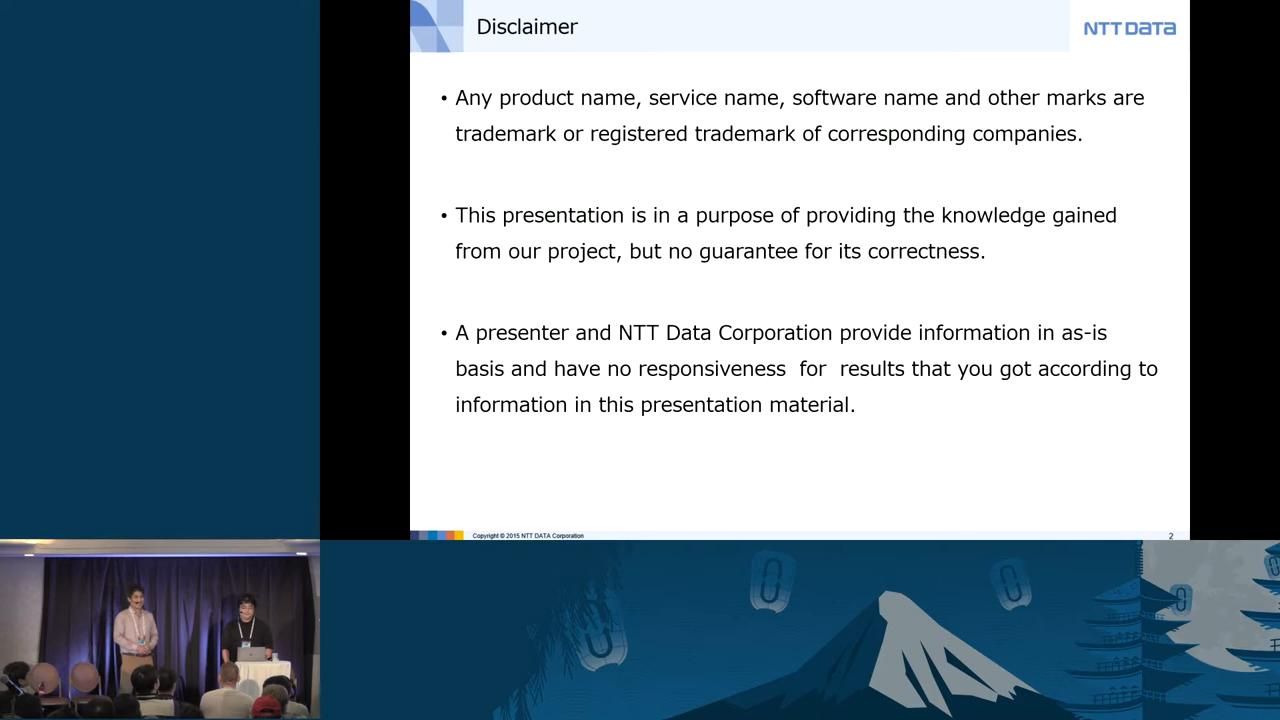 Disclaimer
NTT DATA
• Any product name, service name, software name and other marks are
trademark or registered trademark of corresponding companies.
• This presentation is in a purpose of providing the knowledge gained
from our project, but no guarantee for its correctness.
• A presenter and NTT Data Corporation provide information in as-is
basis and have no responsiveness  for  results that you got according to
information in this presentation material.
Copyright © 2015 NTT DATA Corporation
2